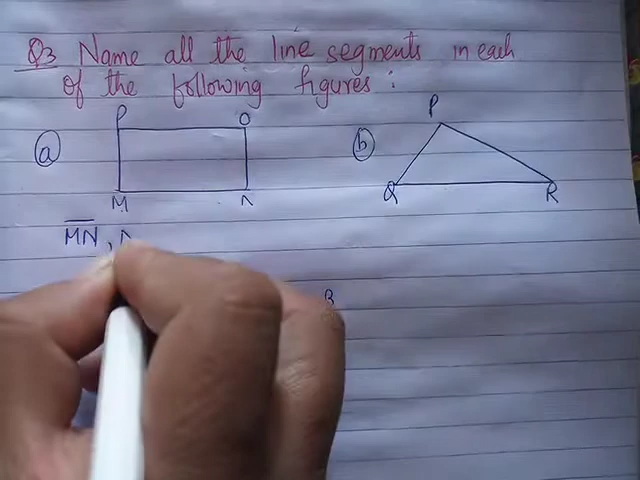 Q3 Name all the line segments in each
of the following figures :
a
P O
M N
b
P
Q R
MN , N
B